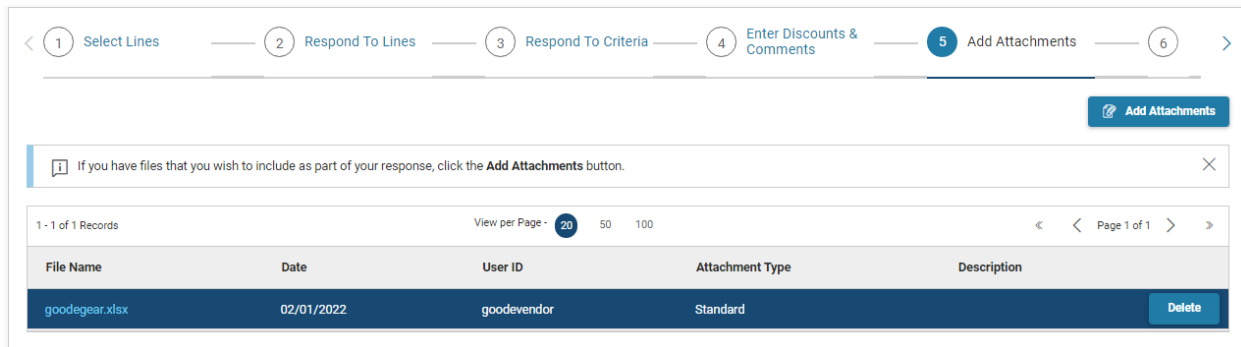 1 Select Lines 2 Respond To Lines 3 Respond To Criteria 4 Enter Discounts & Comments 5 Add Attachments 6
Add Attachments
If you have files that you wish to include as part of your response, click the Add Attachments button.
1 - 1 of 1 Records View per Page - 20 50 100 Page 1 of 1
File Name Date User ID Attachment Type Description
goodegear.xlsx 02/01/2022 goodevendor Standard Delete